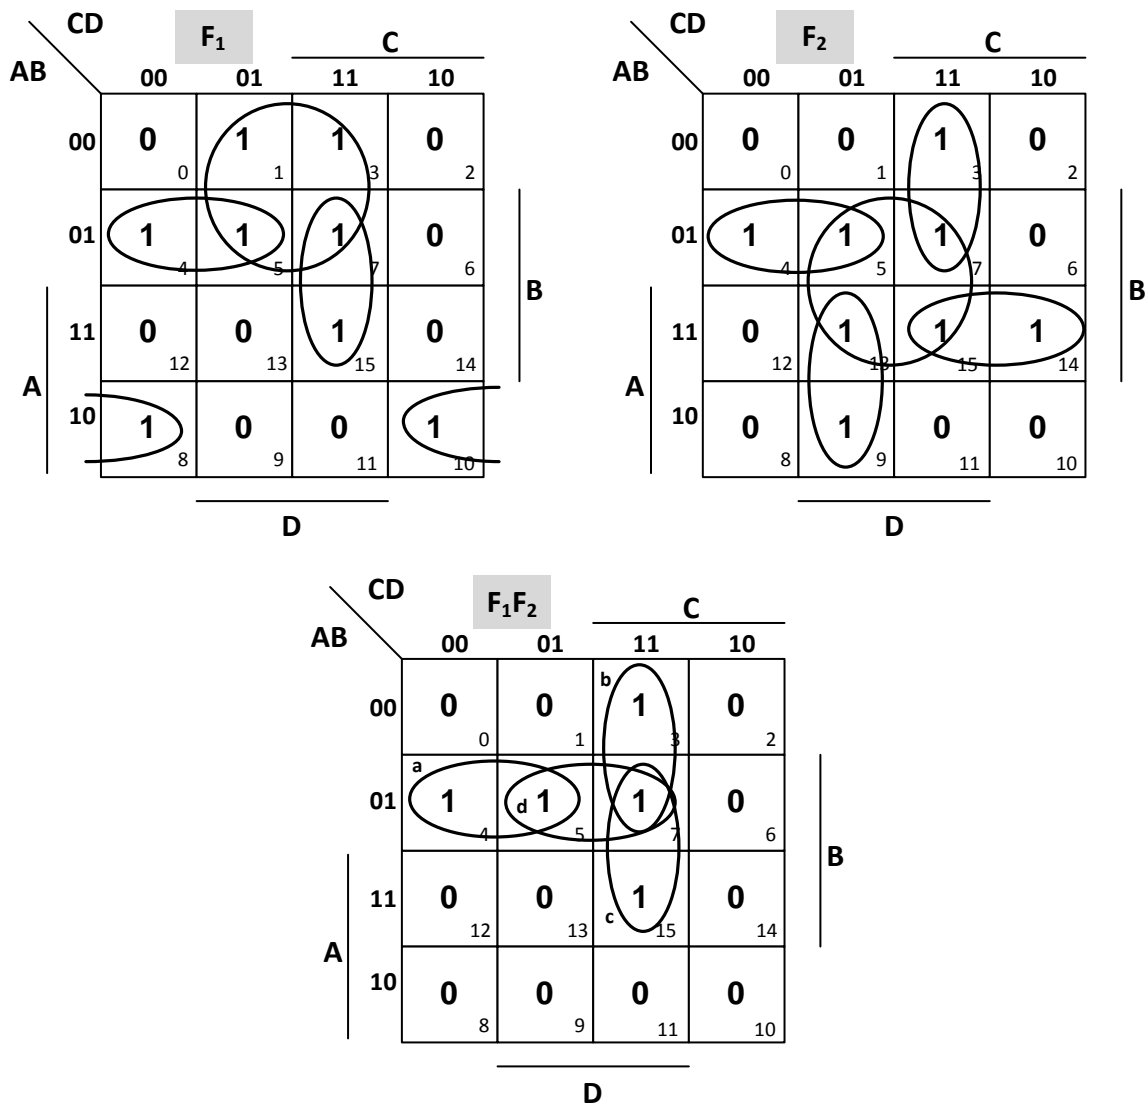 CD F₁ C
AB 00 01 11 10
00 0 1 1 0
0 1 3 2
01 1 1 1 0
4 5 7 6
B
11 0 0 1 0
12 13 15 14
A
10 1 0 0 1
8 9 11 10
D
CD F₂ C
AB 00 01 11 10
00 0 0 1 0
0 1 3 2
01 1 1 1 0
4 5 7 6
B
11 0 1 1 1
12 13 15 14
A
10 0 1 0 0
8 9 11 10
D
CD F₁F₂ C
AB 00 01 11 10
b
00 0 0 1 0
0 1 3 2
a
01 1 d 1 1 0
4 5 7 6
B
11 0 0 1 0
c
12 13 15 14
A
10 0 0 0 0
8 9 11 10
D